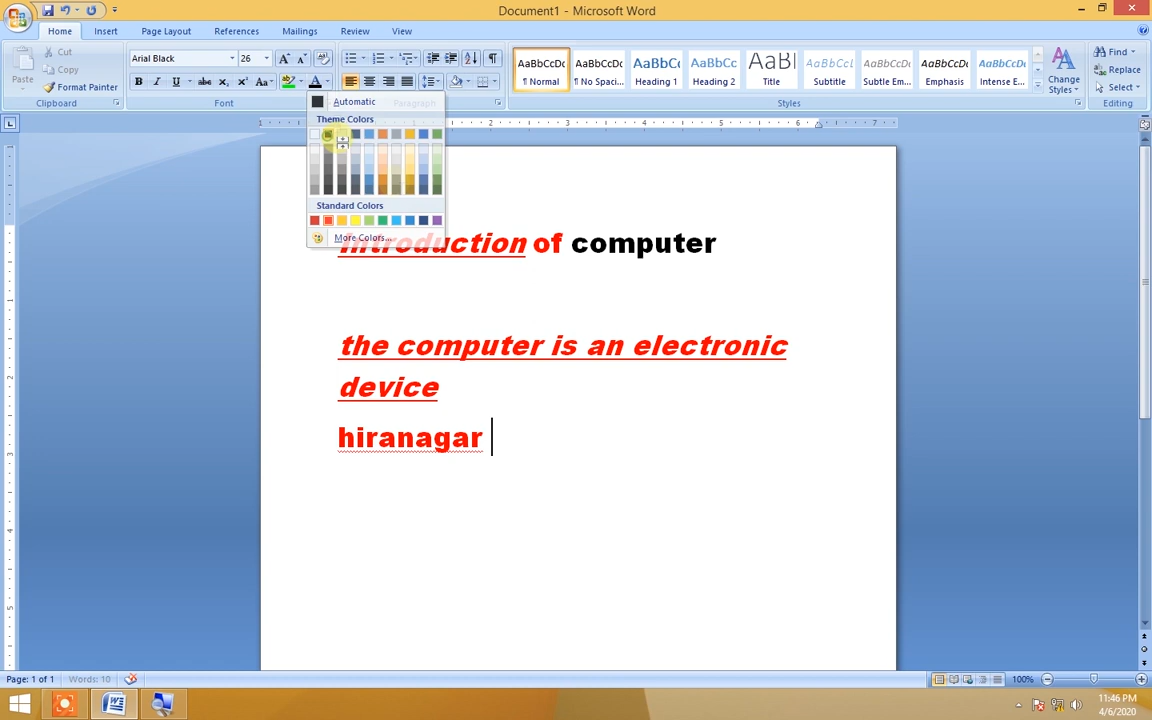 Document1 - Microsoft Word
Home Insert Page Layout References Mailings Review View
Cut
Copy
Paste
Format Painter
Clipboard
Arial Black 26
Font
Paragraph
AaBbCcDc AaBbCcDc AaBbC AaBbCc AaB AaBbCcL AaBbCcDc AaBbCcDc AaBbCcDc
¶ Normal ¶ No Spaci... Heading 1 Heading 2 Title Subtitle Subtle Em... Emphasis Intense E...
Change
Styles
Styles
Find
Replace
Select
Editing
Automatic
Theme Colors
Standard Colors
More Colors...
introduction of computer
the computer is an electronic
device
hiranagar
Page: 1 of 1 Words: 10
100%
11:46 PM
4/6/2020